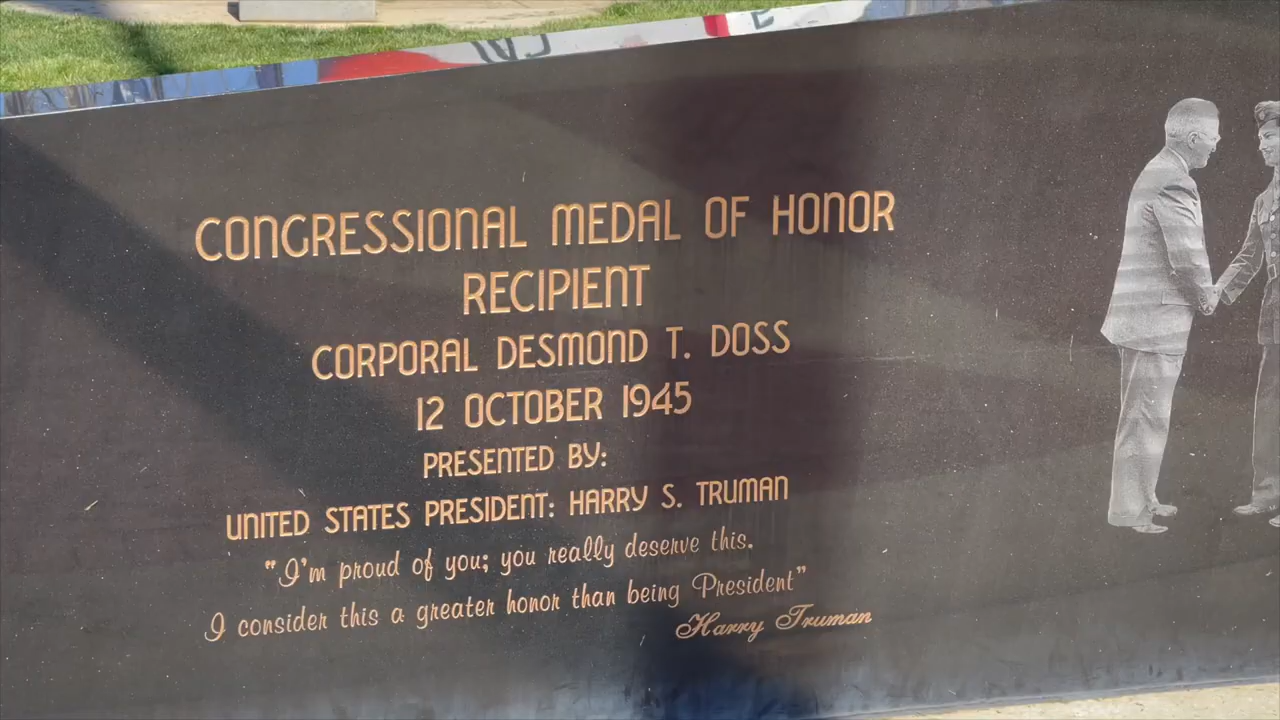 CONGRESSIONAL MEDAL OF HONOR
RECIPIENT
CORPORAL DESMOND T. DOSS
12 OCTOBER 1945
PRESENTED BY:
UNITED STATES PRESIDENT: HARRY S. TRUMAN
"I'm proud of you; you really deserve this.
I consider this a greater honor than being President"
Harry Truman